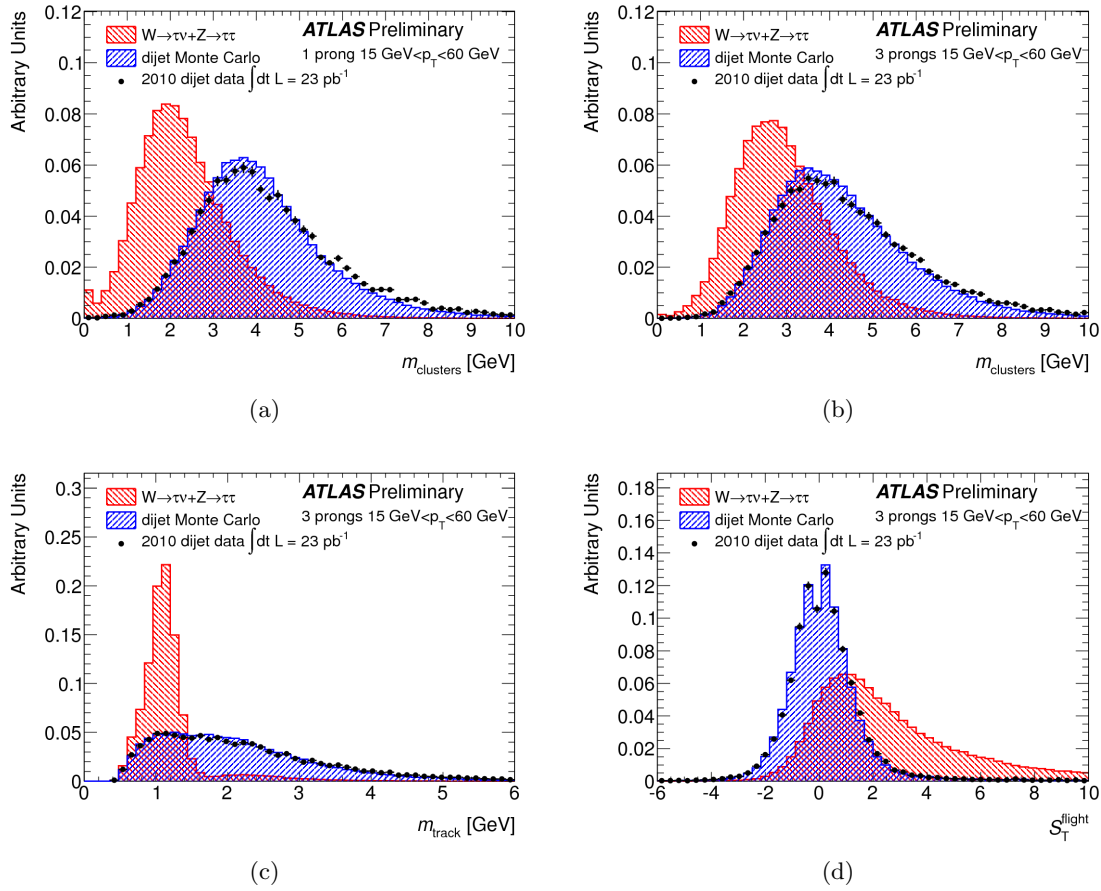 Arbitrary Units
0.12
0.1
0.08
0.06
0.04
0.02
0
ATLAS Preliminary
W→τν+Z→ττ
1 prong 15 GeV<p_T<60 GeV
dijet Monte Carlo
2010 dijet data ∫dt L = 23 pb⁻¹
0 1 2 3 4 5 6 7 8 9 10
m_clusters [GeV]
(a)
Arbitrary Units
0.12
0.1
0.08
0.06
0.04
0.02
0
ATLAS Preliminary
W→τν+Z→ττ
3 prongs 15 GeV<p_T<60 GeV
dijet Monte Carlo
2010 dijet data ∫dt L = 23 pb⁻¹
0 1 2 3 4 5 6 7 8 9 10
m_clusters [GeV]
(b)
Arbitrary Units
0.3
0.25
0.2
0.15
0.1
0.05
0
ATLAS Preliminary
W→τν+Z→ττ
3 prongs 15 GeV<p_T<60 GeV
dijet Monte Carlo
2010 dijet data ∫dt L = 23 pb⁻¹
0 1 2 3 4 5 6
m_track [GeV]
(c)
Arbitrary Units
0.18
0.16
0.14
0.12
0.1
0.08
0.06
0.04
0.02
0
ATLAS Preliminary
W→τν+Z→ττ
3 prongs 15 GeV<p_T<60 GeV
dijet Monte Carlo
2010 dijet data ∫dt L = 23 pb⁻¹
-6 -4 -2 0 2 4 6 8 10
S_T^flight
(d)